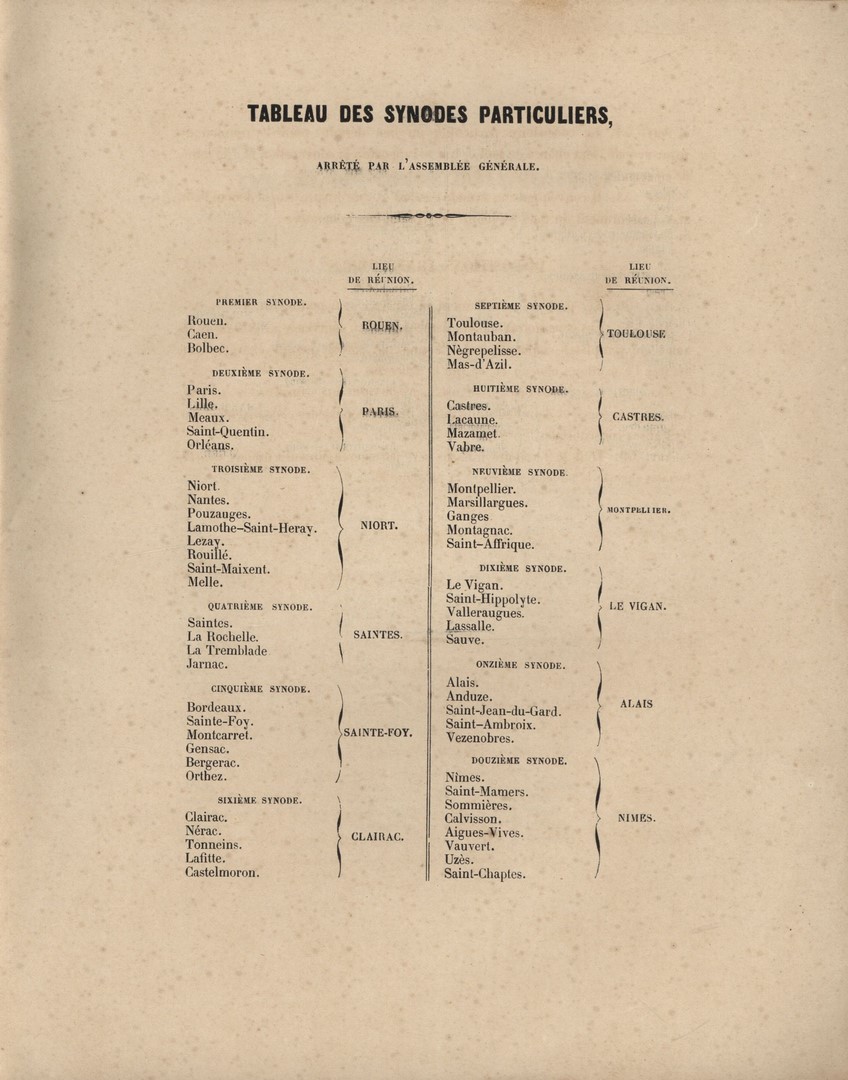 TABLEAU DES SYNODES PARTICULIERS,
ARRÊTÉ PAR L'ASSEMBLÉE GÉNÉRALE.
LIEU
DE RÉUNION.
PREMIER SYNODE.
Rouen.
Caen.
Bolbec.
ROUEN.
DEUXIÈME SYNODE.
Paris.
Lille.
Meaux.
Saint-Quentin.
Orléans.
PARIS.
TROISIÈME SYNODE.
Niort.
Nantes.
Pouzauges.
Lamothe-Saint-Heray.
Lezay.
Rouillé.
Saint-Maixent.
Melle.
NIORT.
QUATRIÈME SYNODE.
Saintes.
La Rochelle.
La Tremblade
Jarnac.
SAINTES.
CINQUIÈME SYNODE.
Bordeaux.
Sainte-Foy.
Montcarret.
Gensac.
Bergerac.
Orthez.
SAINTE-FOY.
SIXIÈME SYNODE.
Clairac.
Nérac.
Tonneins.
Lafitte.
Castelmoron.
CLAIRAC.
LIEU
DE RÉUNION.
SEPTIÈME SYNODE.
Toulouse.
Montauban.
Nègrepelisse.
Mas-d'Azil.
TOULOUSE
HUITIÈME SYNODE.
Castres.
Lacaune.
Mazamet.
Vabre.
CASTRES.
NEUVIÈME SYNODE.
Montpellier.
Marsillargues.
Ganges
Montagnac.
Saint-Affrique.
MONTPELLIER.
DIXIÈME SYNODE.
Le Vigan.
Saint-Hippolyte.
Valleraugues.
Lassalle.
Sauve.
LE VIGAN.
ONZIÈME SYNODE.
Alais.
Anduze.
Saint-Jean-du-Gard.
Saint-Ambroix.
Vezenobres.
ALAIS
DOUZIÈME SYNODE.
Nîmes.
Saint-Mamers.
Sommières.
Calvisson.
Aigues-Vives.
Vauvert.
Uzès.
Saint-Chaptes.
NIMES.